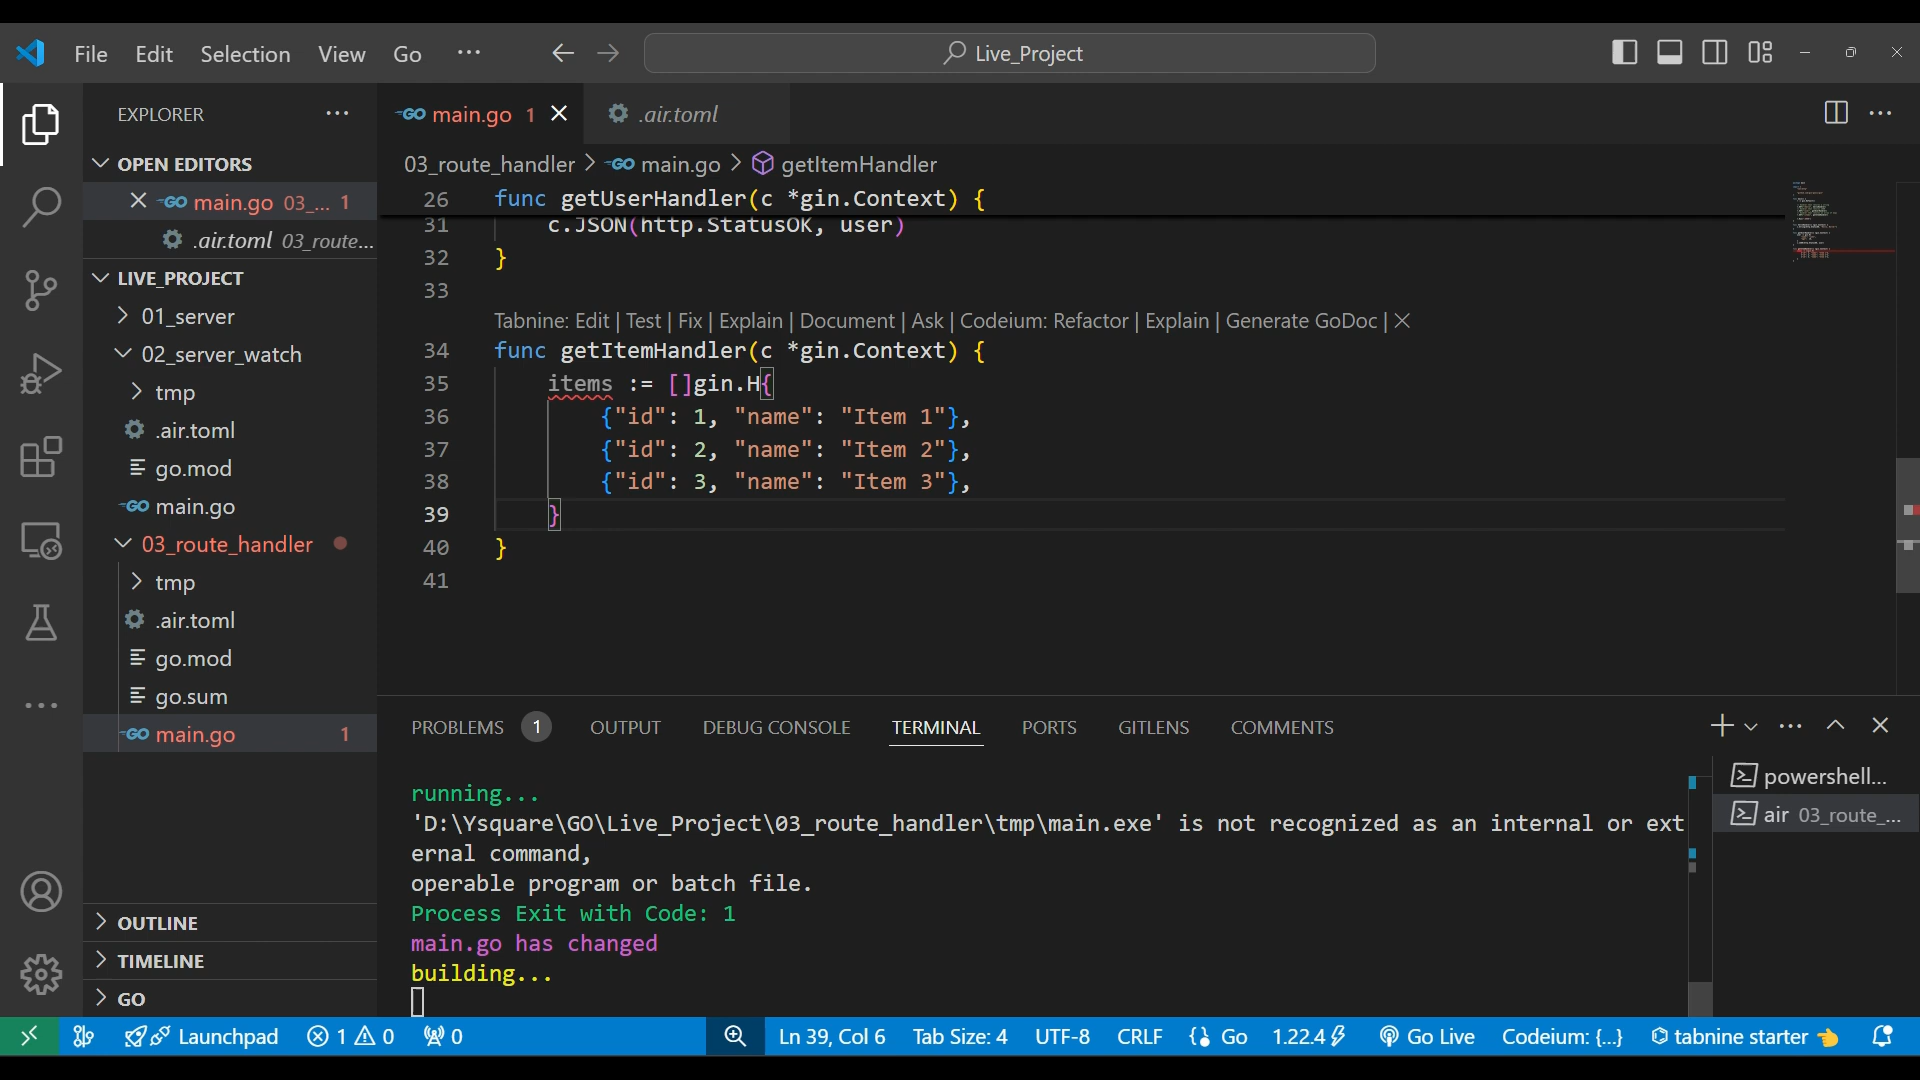 File Edit Selection View Go ··· Live_Project
EXPLORER ···
OPEN EDITORS
main.go 03_... 1
.air.toml 03_route...
LIVE_PROJECT
01_server
02_server_watch
tmp
.air.toml
go.mod
main.go
03_route_handler
tmp
.air.toml
go.mod
go.sum
main.go 1
OUTLINE
TIMELINE
GO
main.go 1 .air.toml
03_route_handler > main.go > getItemHandler
26 func getUserHandler(c *gin.Context) {
31 c.JSON(http.StatusOK, user)
32 }
33
Tabnine: Edit | Test | Fix | Explain | Document | Ask | Codeium: Refactor | Explain | Generate GoDoc | X
34 func getItemHandler(c *gin.Context) {
35 items := []gin.H{
36 {"id": 1, "name": "Item 1"},
37 {"id": 2, "name": "Item 2"},
38 {"id": 3, "name": "Item 3"},
39 }
40 }
41
PROBLEMS 1 OUTPUT DEBUG CONSOLE TERMINAL PORTS GITLENS COMMENTS
running...
'D:\Ysquare\GO\Live_Project\03_route_handler\tmp\main.exe' is not recognized as an internal or ext
ernal command,
operable program or batch file.
Process Exit with Code: 1
main.go has changed
building...
powershell...
air 03_route_...
Launchpad 1 0 0 Ln 39, Col 6 Tab Size: 4 UTF-8 CRLF Go 1.22.4 Go Live Codeium: {...} tabnine starter